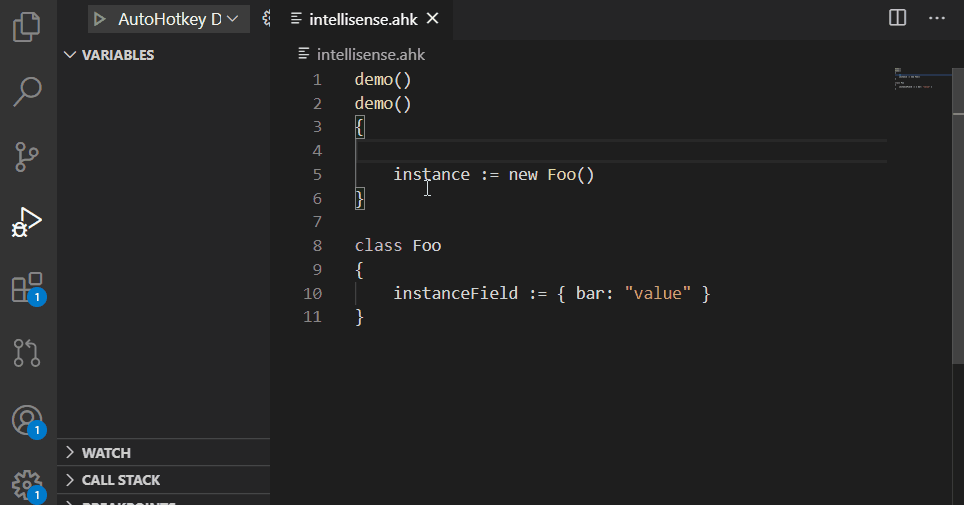 AutoHotkey D
intellisense.ahk
VARIABLES
intellisense.ahk
1 demo()
2 demo()
3 {
4
5 instance := new Foo()
6 }
7
8 class Foo
9 {
10 instanceField := { bar: "value" }
11 }
1
1
1
WATCH
CALL STACK
BREAKPOINTS